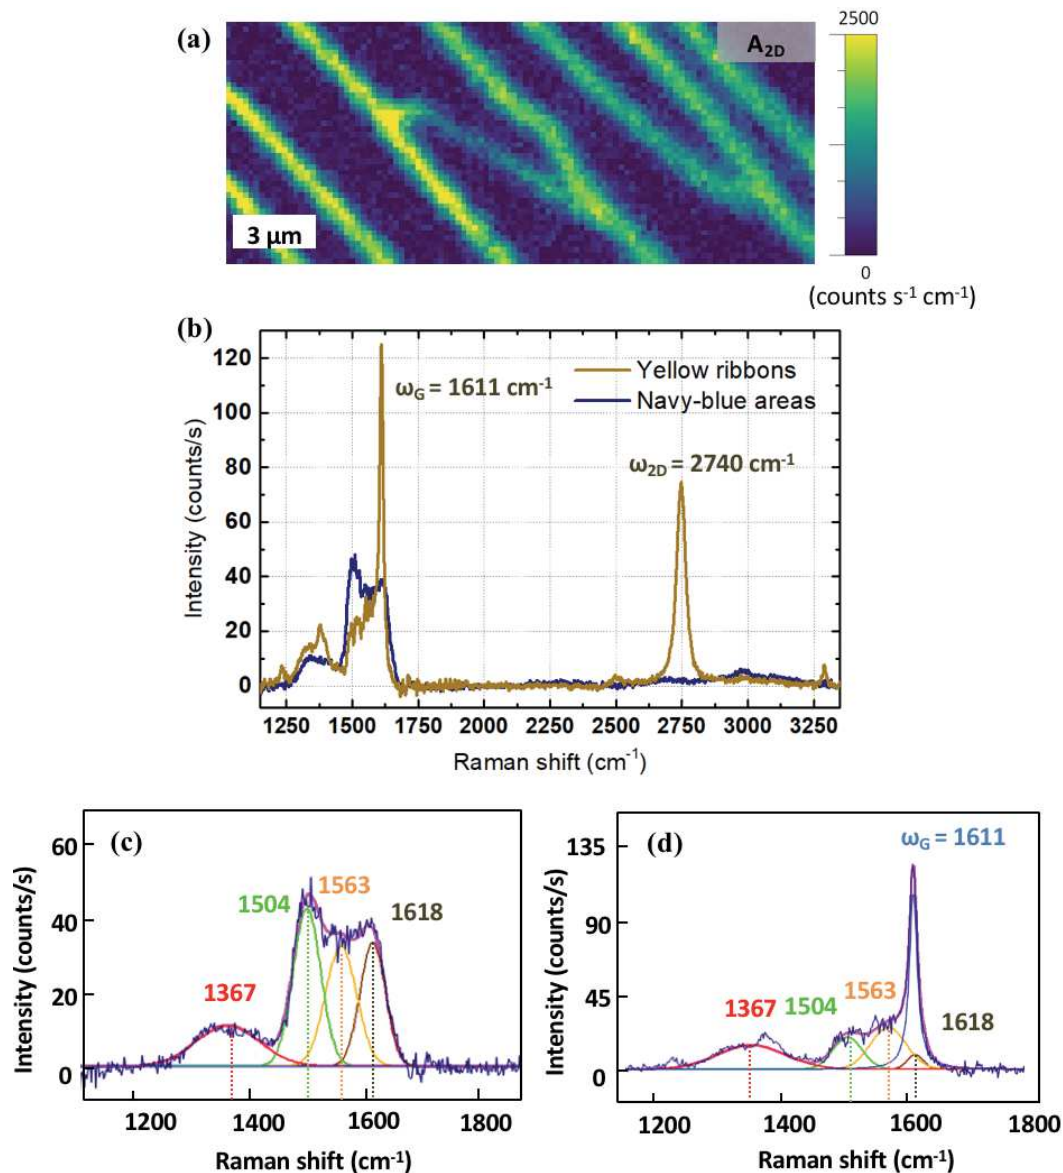 (a)
A2D
2500
3 μm
0
(counts s⁻¹ cm⁻¹)
(b)
120
100
80
60
40
20
0
Intensity (counts/s)
ωG = 1611 cm⁻¹
Yellow ribbons
Navy-blue areas
ω2D = 2740 cm⁻¹
1250 1500 1750 2000 2250 2500 2750 3000 3250
Raman shift (cm⁻¹)
(c)
60
40
20
0
Intensity (counts/s)
1504
1563
1618
1367
1200 1400 1600 1800
Raman shift (cm⁻¹)
(d)
ωG = 1611
135
90
45
0
Intensity (counts/s)
1563
1367
1504
1618
1200 1400 1600 1800
Raman shift (cm⁻¹)